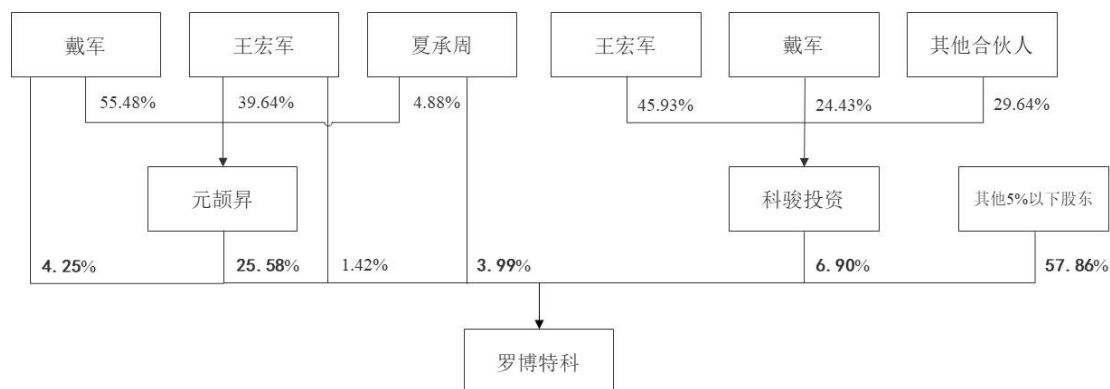 戴军
王宏军
夏承周
王宏军
戴军
其他合伙人
55.48%
39.64%
4.88%
45.93%
24.43%
29.64%
元颉昇
科骏投资
其他5%以下股东
4.25%
25.58%
1.42%
3.99%
6.90%
57.86%
罗博特科